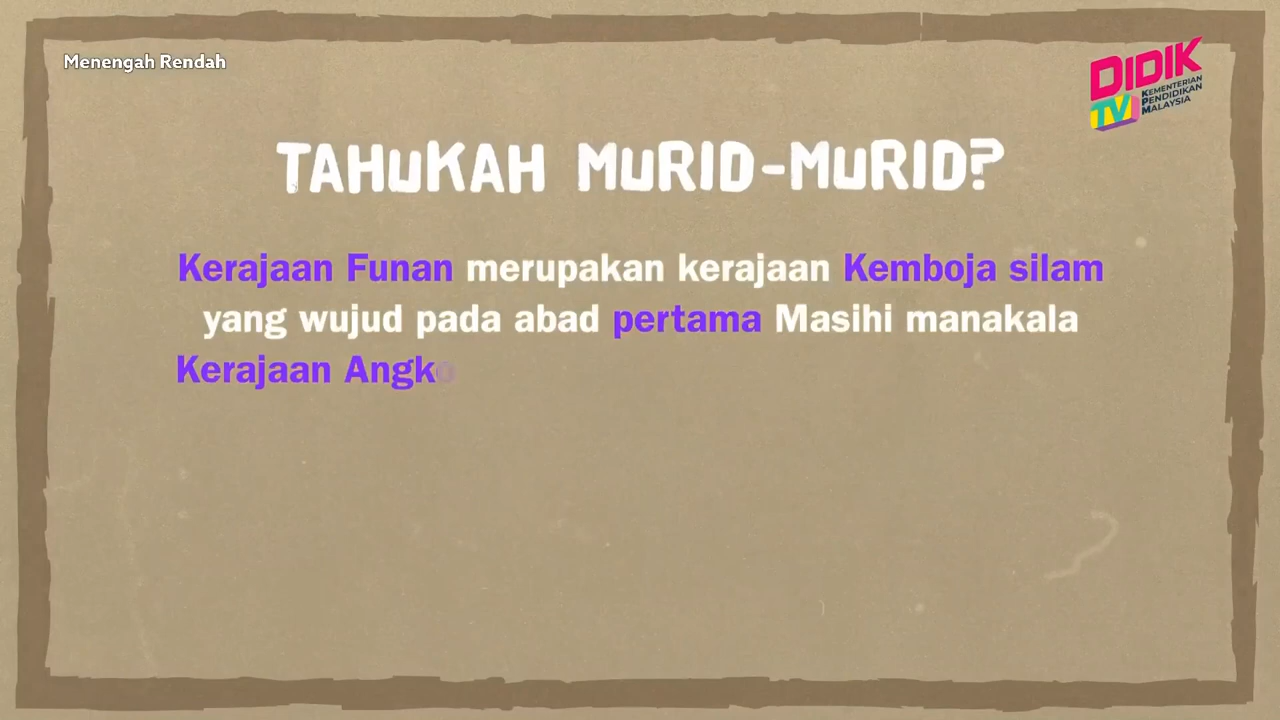 Menengah Rendah
DIDIK
TV
KEMENTERIAN
PENDIDIKAN
MALAYSIA
TAHUKAH MURID-MURID?
Kerajaan Funan merupakan kerajaan Kemboja silam
yang wujud pada abad pertama Masihi manakala
Kerajaan Angko